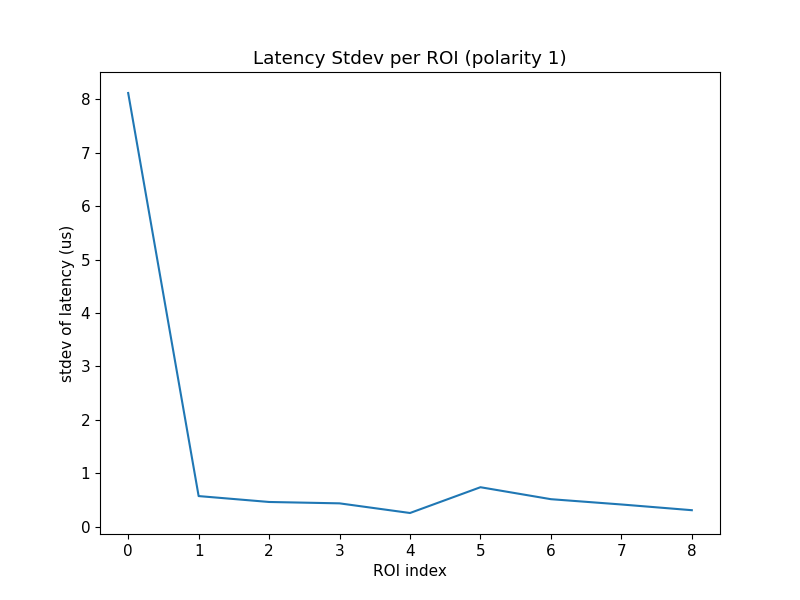 Latency Stdev per ROI (polarity 1)
stdev of latency (us)
8
7
6
5
4
3
2
1
0
0 1 2 3 4 5 6 7 8
ROI index